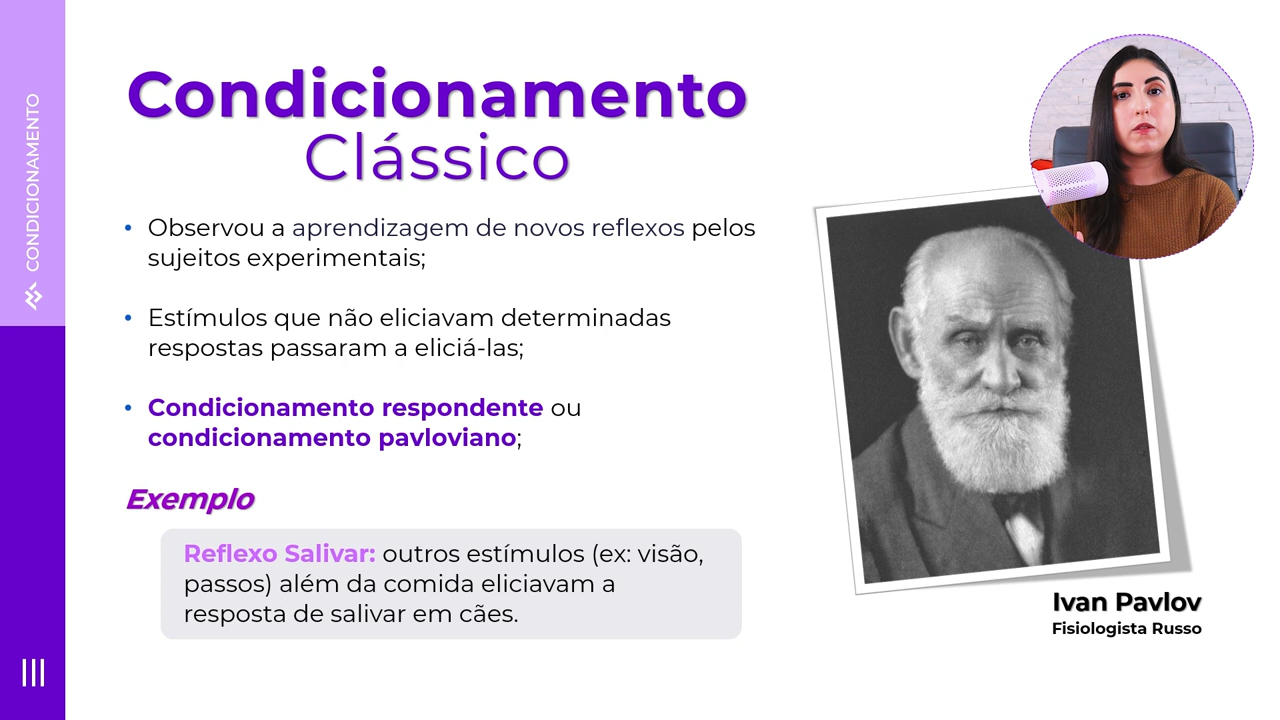 CONDICIONAMENTO
Condicionamento
Clássico
• Observou a aprendizagem de novos reflexos pelos
sujeitos experimentais;
• Estímulos que não eliciavam determinadas
respostas passaram a eliciá-las;
• Condicionamento respondente ou
condicionamento pavloviano;
Exemplo
Reflexo Salivar: outros estímulos (ex: visão,
passos) além da comida eliciavam a
resposta de salivar em cães.
Ivan Pavlov
Fisiologista Russo